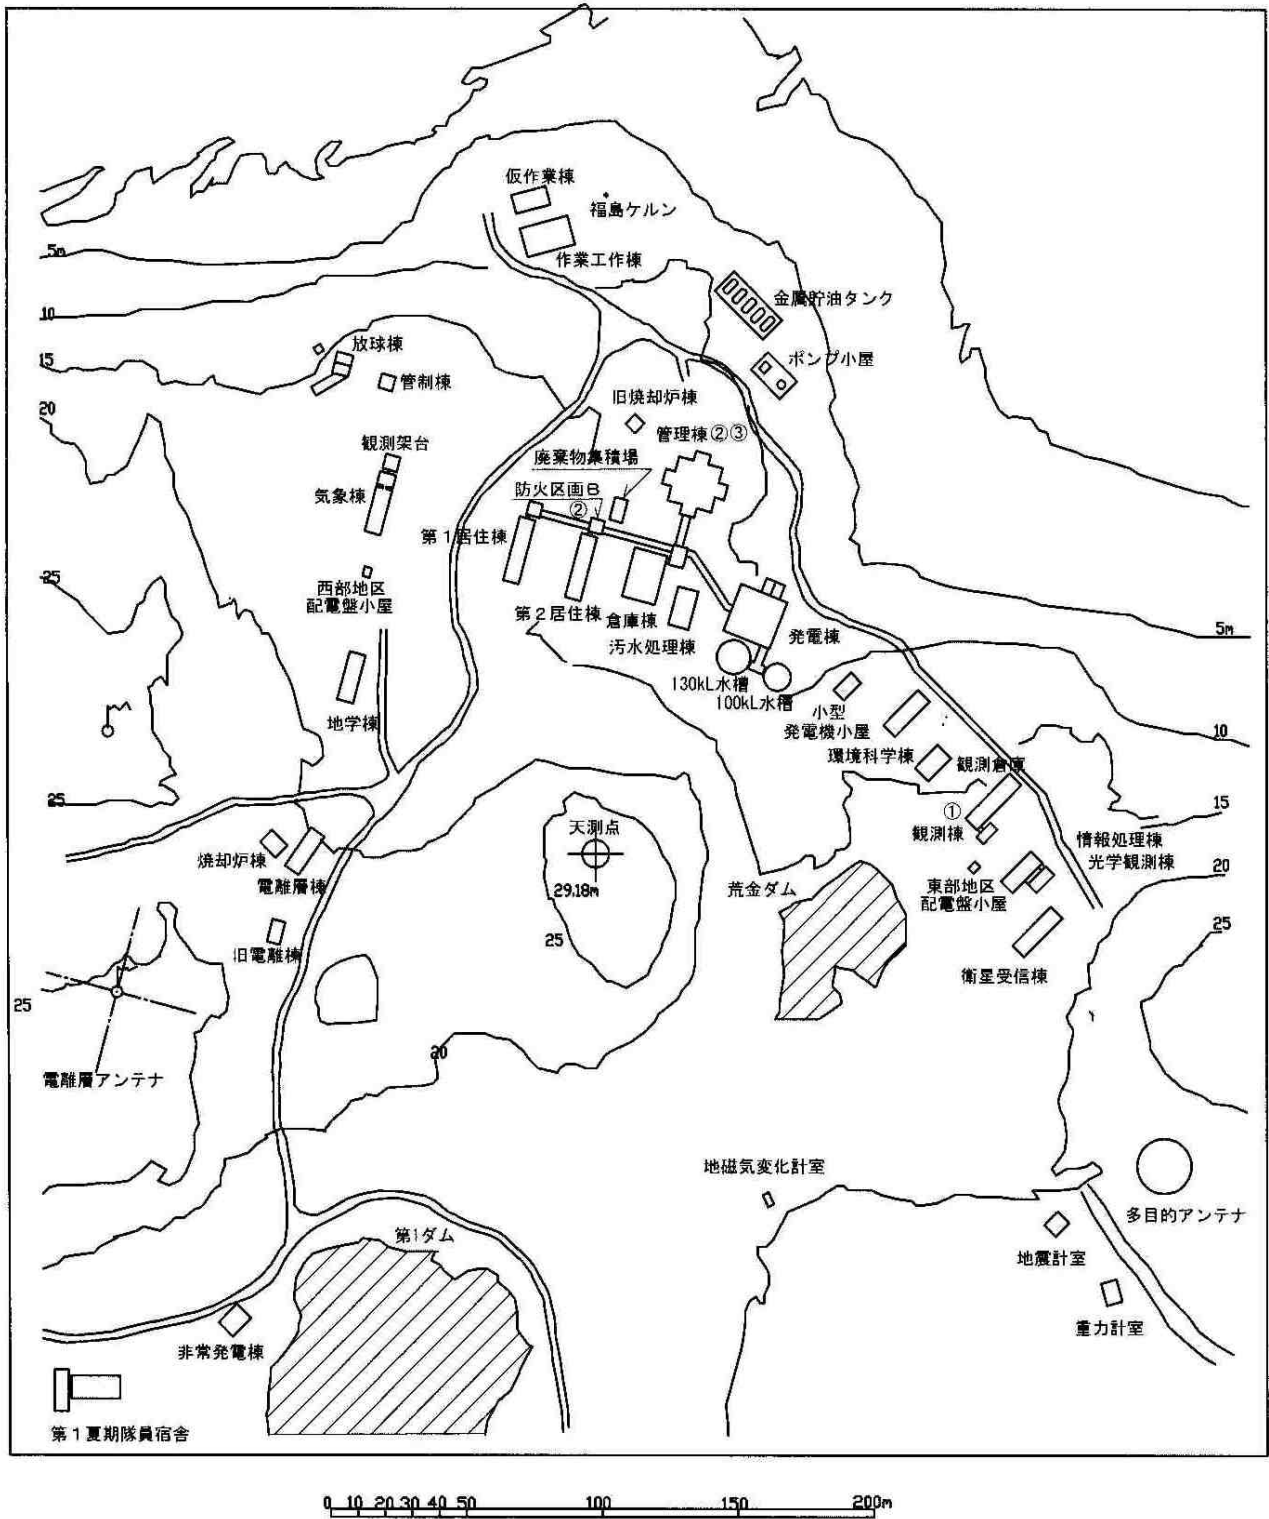 仮作業棟
福島ケルン
作業工作棟
5m
金属貯油タンク
10
放球棟
ポンプ小屋
15
管制棟
旧焼却炉棟
20
管理棟②③
観測架台
廃棄物集積場
防火区画B
気象棟
②
第1居住棟
25
西部地区
配電盤小屋
第2居住棟
倉庫棟
発電棟
5m
汚水処理棟
130kL水槽
100kL水槽
小型
発電機小屋
地学棟
10
環境科学棟
観測倉庫
25
15
①
天測点
観測棟
情報処理棟
焼却炉棟
光学観測棟
20
電離層棟
29.18m
荒金ダム
東部地区
配電盤小屋
25
25
旧電離棟
衛星受信棟
25
20
電離層アンテナ
地磁気変化計室
多目的アンテナ
第1ダム
地震計室
重力計室
非常発電棟
第1夏期隊員宿舎
0 10 20 30 40 50 100 150 200m